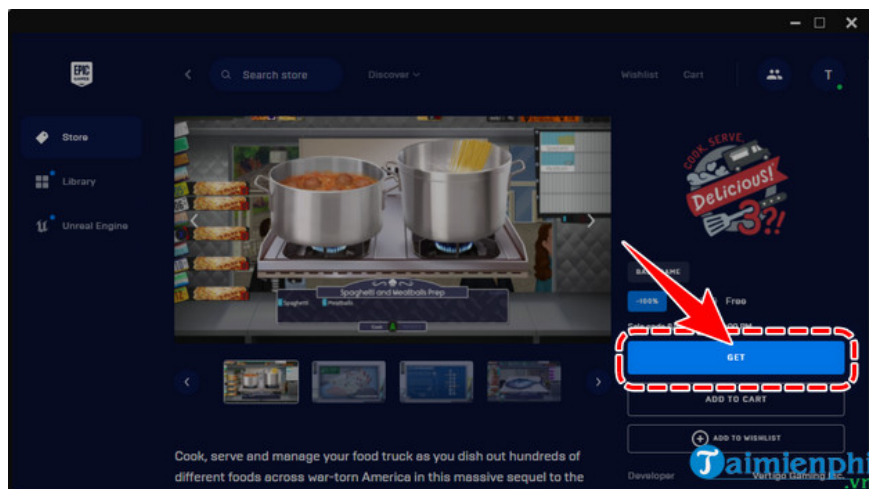 EPIC
GAMES
Search store
Discover
Wishlist
Cart
T
Store
Library
Unreal Engine
Spaghetti and Meatballs Prep
Spaghetti
Meatballs
COOK, SERVE,
Delicious!
3?!
-100%
Free
GET
ADD TO CART
ADD TO WISHLIST
Cook, serve and manage your food truck as you dish out hundreds of
different foods across war-torn America in this massive sequel to the
Developer
Vertigo Gaming Inc.
Taimienphi
.vn